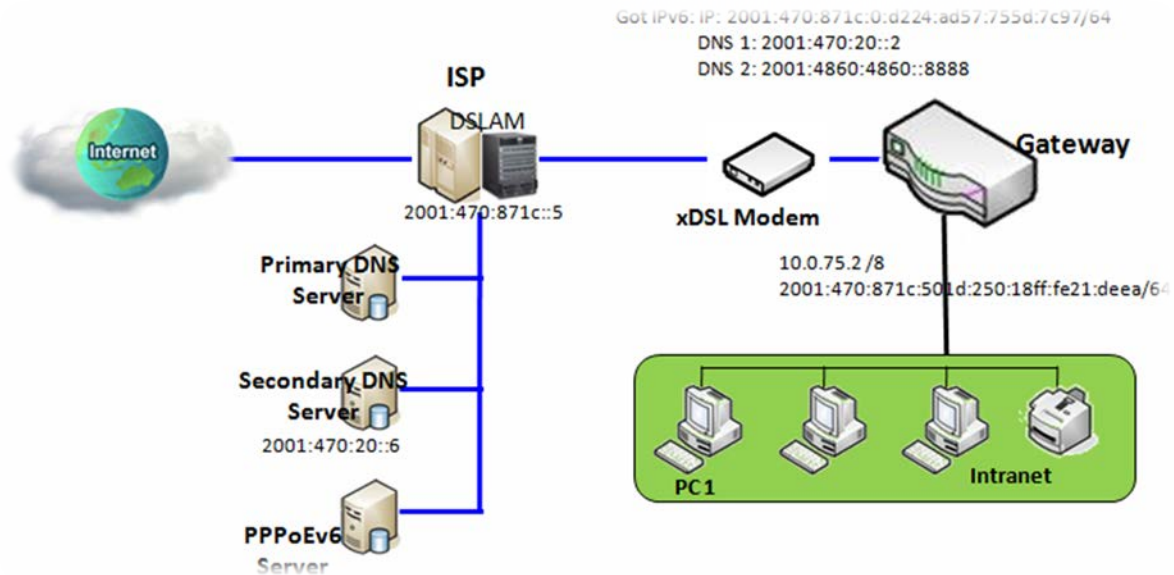 Got IPv6: IP: 2001:470:871c:0:d224:ad57:755d:7c97/64
DNS 1: 2001:470:20::2
DNS 2: 2001:4860:4860::8888
ISP
DSLAM
Internet
Gateway
2001:470:871c::5
xDSL Modem
Primary DNS
Server
10.0.75.2 /8
2001:470:871c:501d:250:18ff:fe21:deea/64
Secondary DNS
Server
2001:470:20::6
PC1
Intranet
PPPoEv6
Server